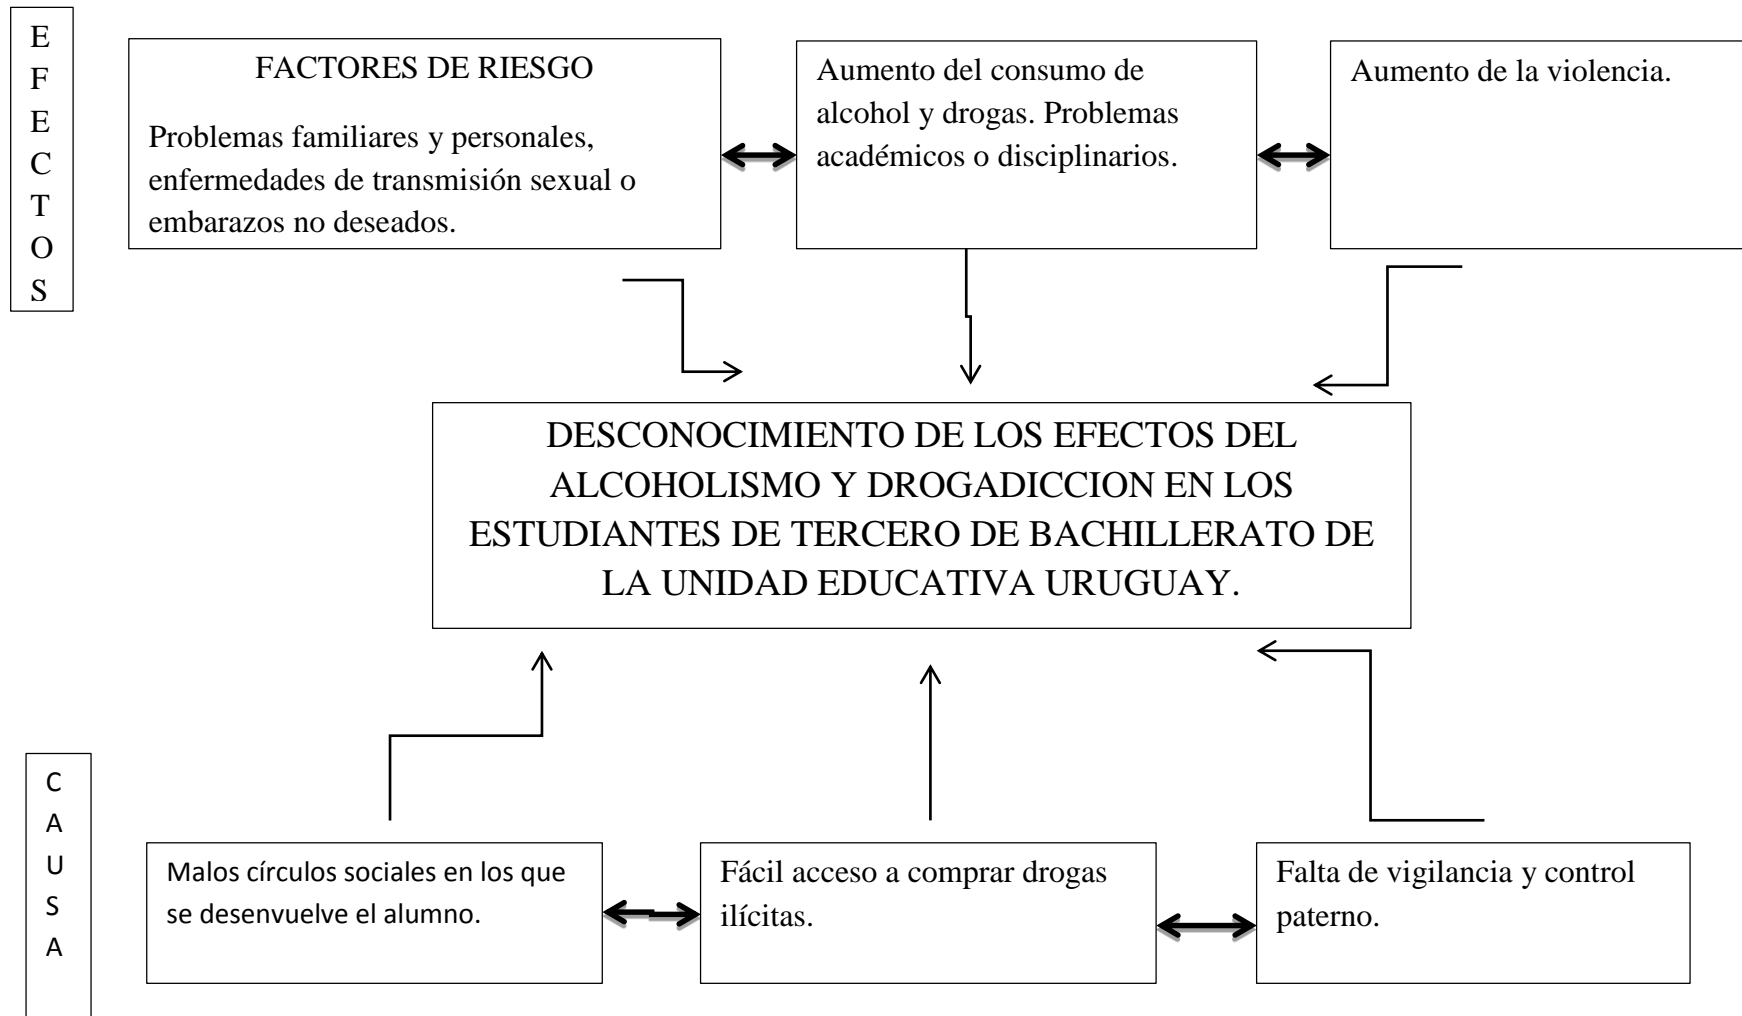 E
F
E
C
T
O
S
FACTORES DE RIESGO
Problemas familiares y personales,
enfermedades de transmisión sexual o
embarazos no deseados.
Aumento del consumo de
alcohol y drogas. Problemas
académicos o disciplinarios.
Aumento de la violencia.
DESCONOCIMIENTO DE LOS EFECTOS DEL
ALCOHOLISMO Y DROGADICCION EN LOS
ESTUDIANTES DE TERCERO DE BACHILLERATO DE
LA UNIDAD EDUCATIVA URUGUAY.
C
A
U
S
A
Malos círculos sociales en los que
se desenvuelve el alumno.
Fácil acceso a comprar drogas
ilícitas.
Falta de vigilancia y control
paterno.